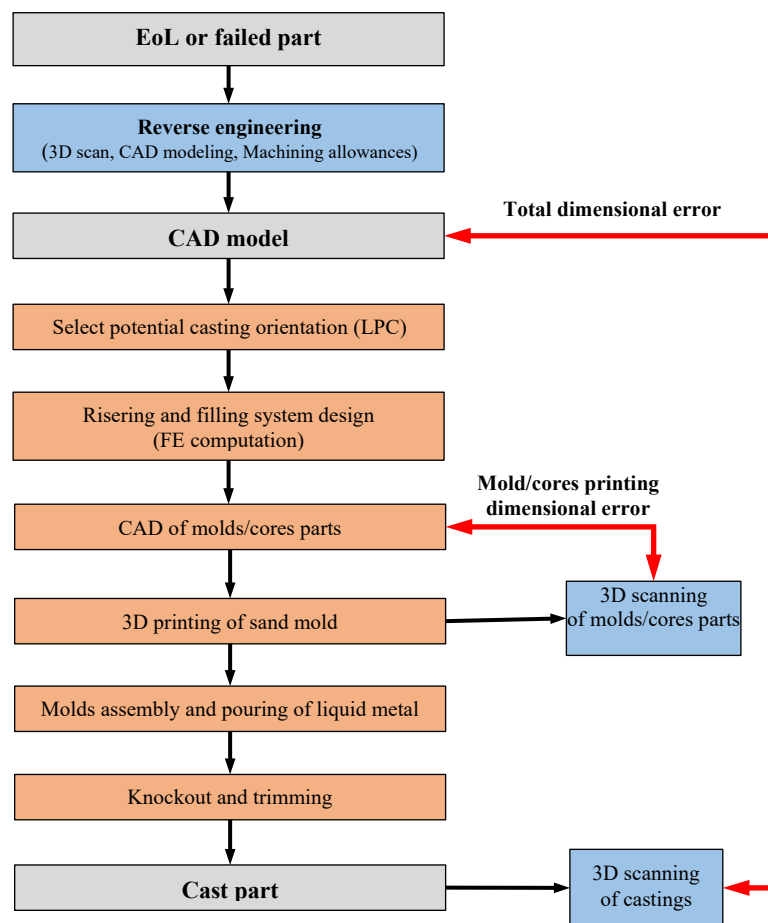 EoL or failed part
Reverse engineering
(3D scan, CAD modeling, Machining allowances)
Total dimensional error
CAD model
Select potential casting orientation (LPC)
Risering and filling system design
(FE computation)
Mold/cores printing
dimensional error
CAD of molds/cores parts
3D printing of sand mold
3D scanning
of molds/cores parts
Molds assembly and pouring of liquid metal
Knockout and trimming
Cast part
3D scanning
of castings